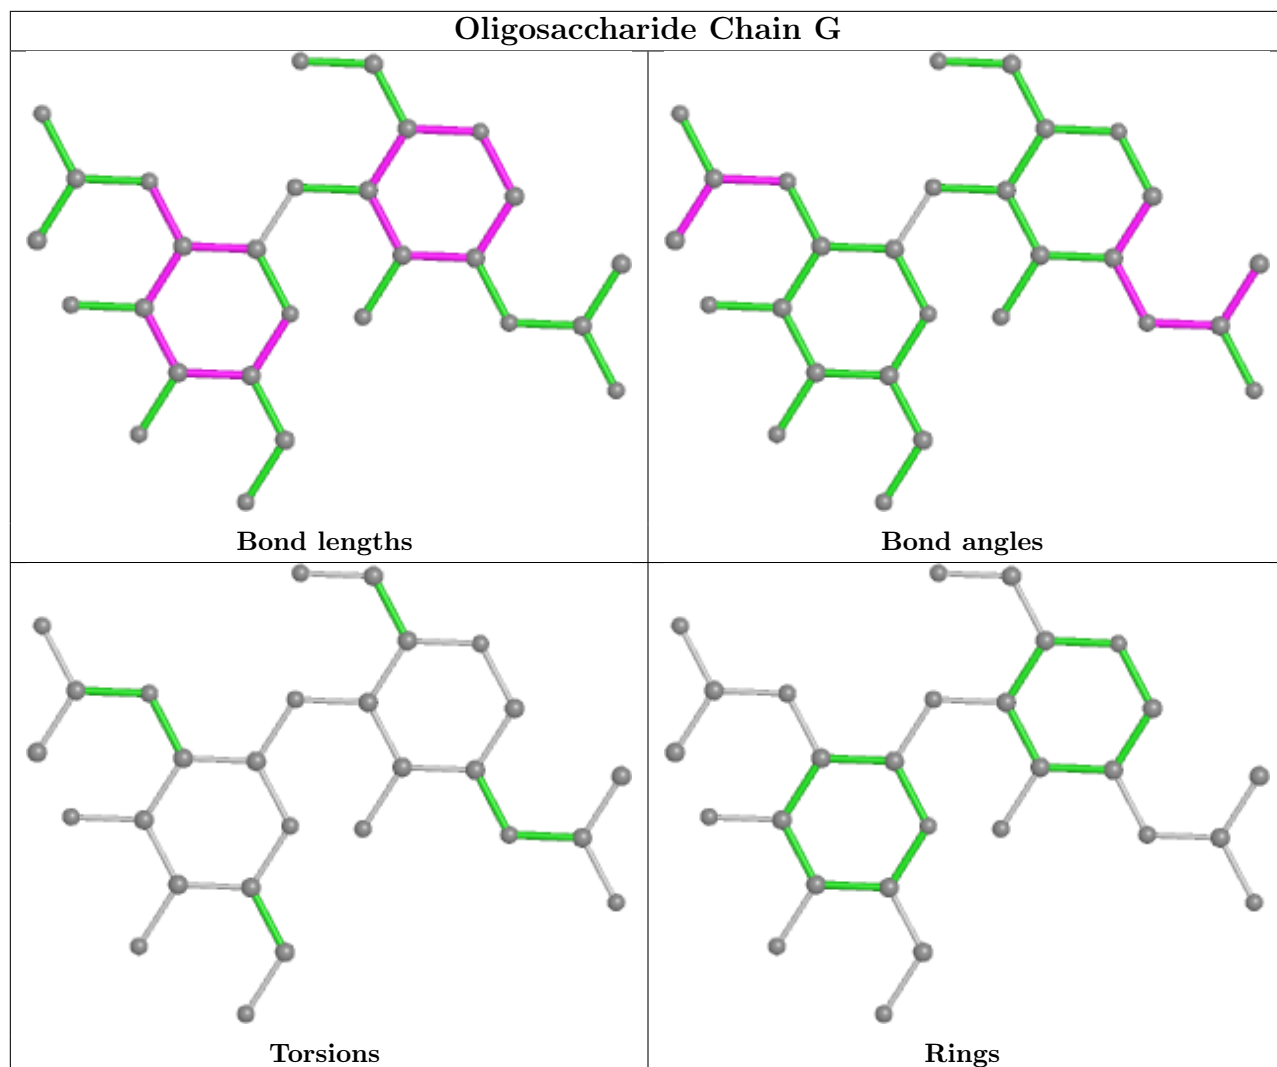 Oligosaccharide Chain G
Bond lengths
Bond angles
Torsions
Rings